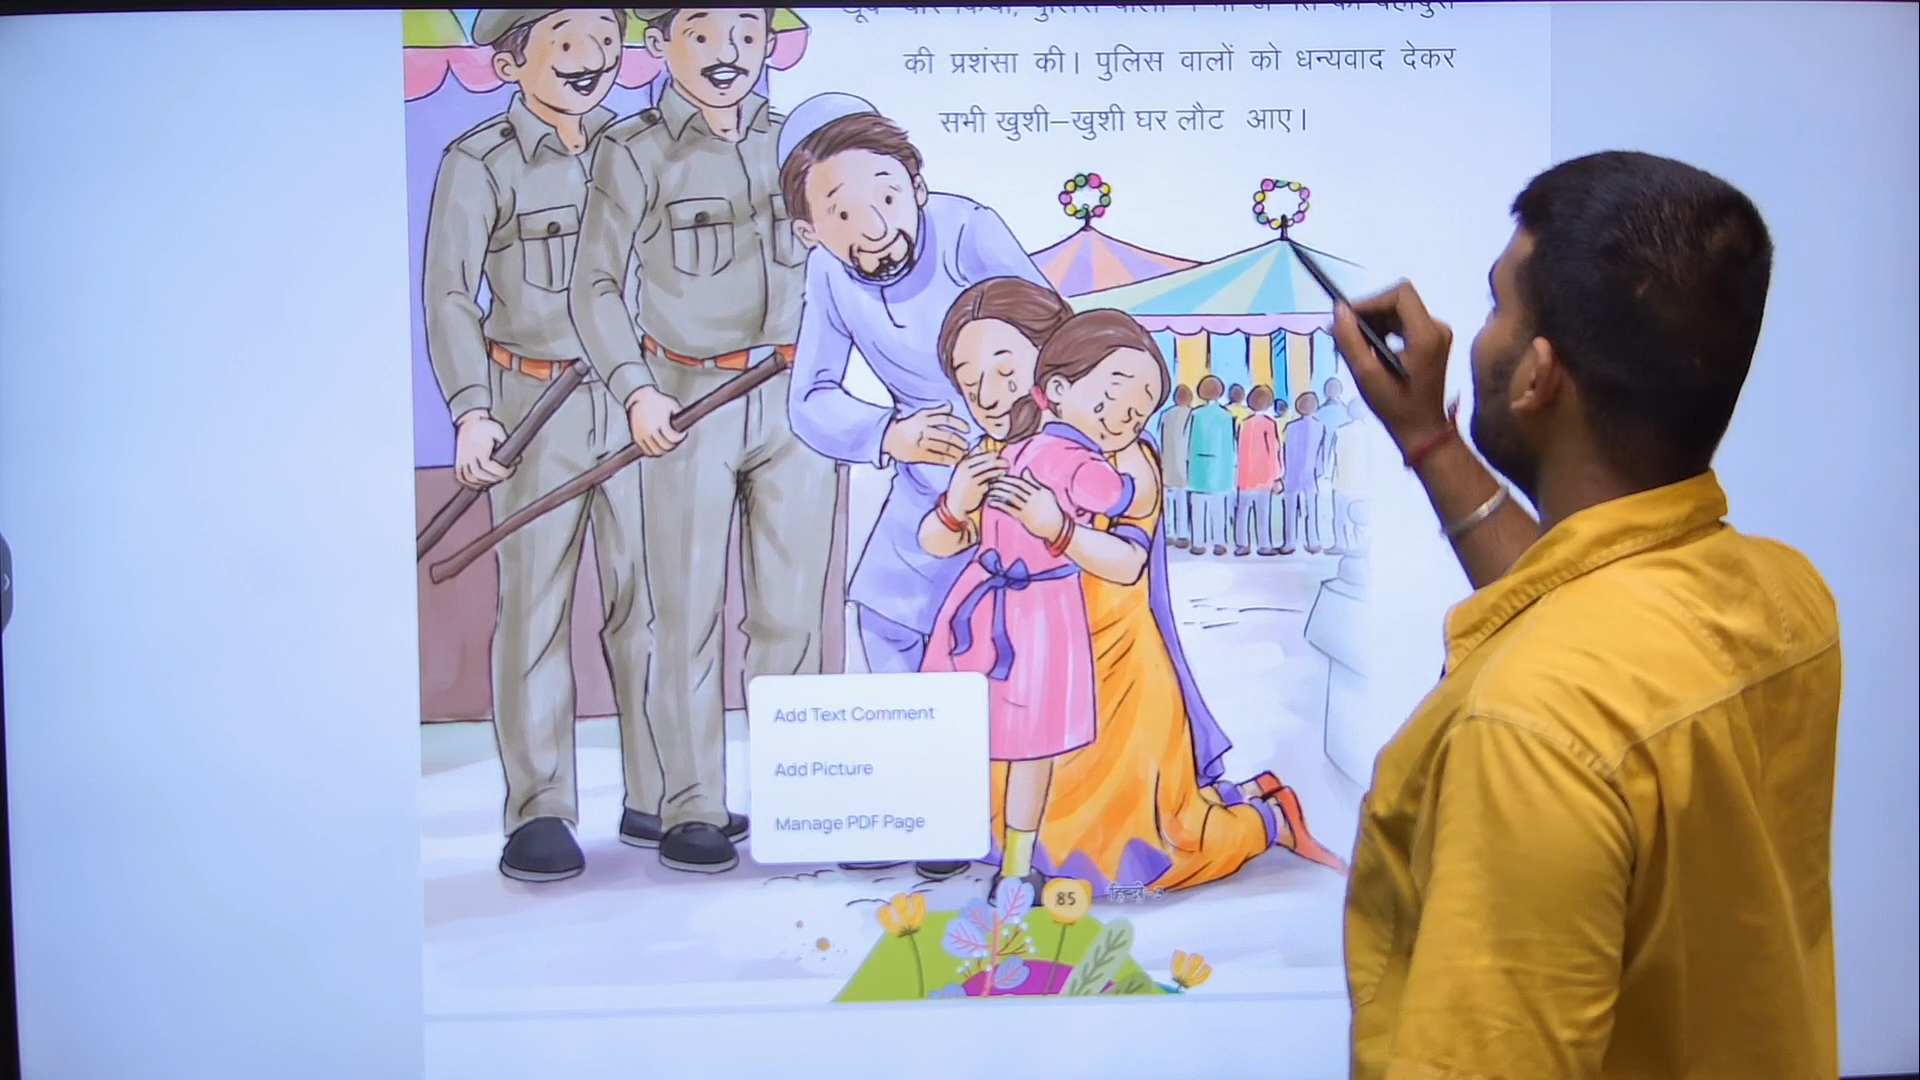 की प्रशंसा की। पुलिस वालों को धन्यवाद देकर
सभी खुशी–खुशी घर लौट आए।
Add Text Comment
Add Picture
Manage PDF Page
85